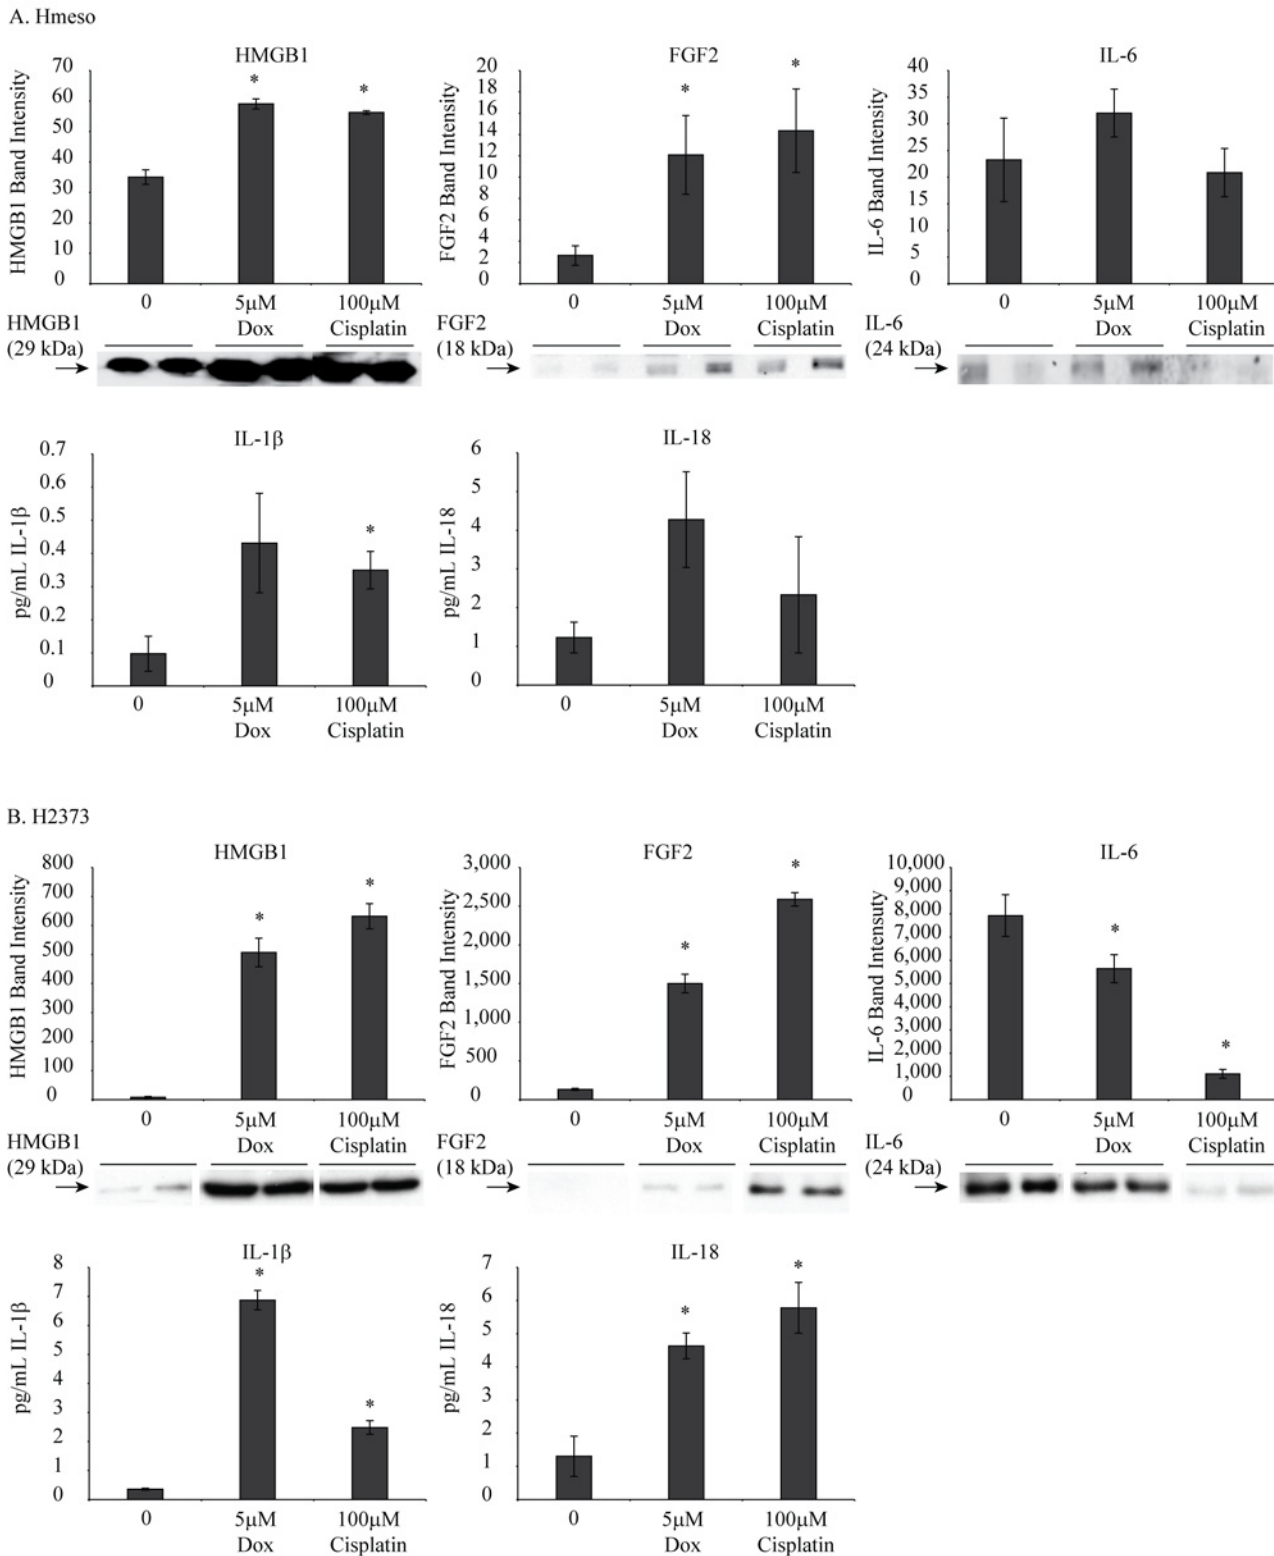 A. Hmeso
HMGB1
HMGB1 Band Intensity
70
60
50
40
30
20
10
0
*
*
0
5μM
Dox
100μM
Cisplatin
HMGB1
(29 kDa)
FGF2
FGF2 Band Intensity
20
18
16
14
12
10
8
6
4
2
0
*
*
0
5μM
Dox
100μM
Cisplatin
FGF2
(18 kDa)
IL-6
IL-6 Band Intensity
40
35
30
25
20
15
10
5
0
0
5μM
Dox
100μM
Cisplatin
IL-6
(24 kDa)
IL-1β
pg/mL IL-1β
0.7
0.6
0.5
0.4
0.3
0.2
0.1
0
*
0
5μM
Dox
100μM
Cisplatin
IL-18
pg/mL IL-18
6
5
4
3
2
1
0
0
5μM
Dox
100μM
Cisplatin
B. H2373
HMGB1
HMGB1 Band Intensity
800
700
600
500
400
300
200
100
0
*
*
0
5μM
Dox
100μM
Cisplatin
HMGB1
(29 kDa)
FGF2
FGF2 Band Intensity
3,000
2,500
2,000
1,500
1,000
500
0
*
*
0
5μM
Dox
100μM
Cisplatin
FGF2
(18 kDa)
IL-6
IL-6 Band Intensuty
10,000
9,000
8,000
7,000
6,000
5,000
4,000
3,000
2,000
1,000
0
*
*
0
5μM
Dox
100μM
Cisplatin
IL-6
(24 kDa)
IL-1β
pg/mL IL-1β
8
7
6
5
4
3
2
1
0
*
*
0
5μM
Dox
100μM
Cisplatin
IL-18
pg/mL IL-18
7
6
5
4
3
2
1
0
*
*
0
5μM
Dox
100μM
Cisplatin